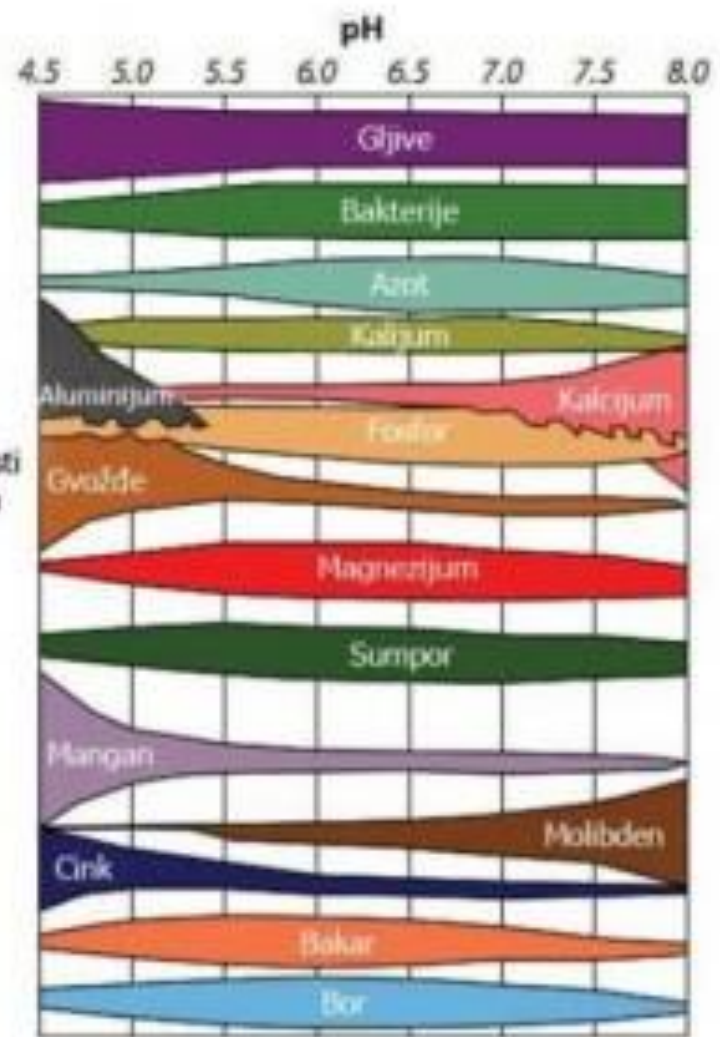 pH
4.5 5.0 5.5 6.0 6.5 7.0 7.5 8.0
Gljive
Bakterije
Azot
Kalijum
Aluminijum
Kalcijum
Fosfor
Gvožđe
Magnezijum
Sumpor
Mangan
Molibden
Cink
Bakar
Bor